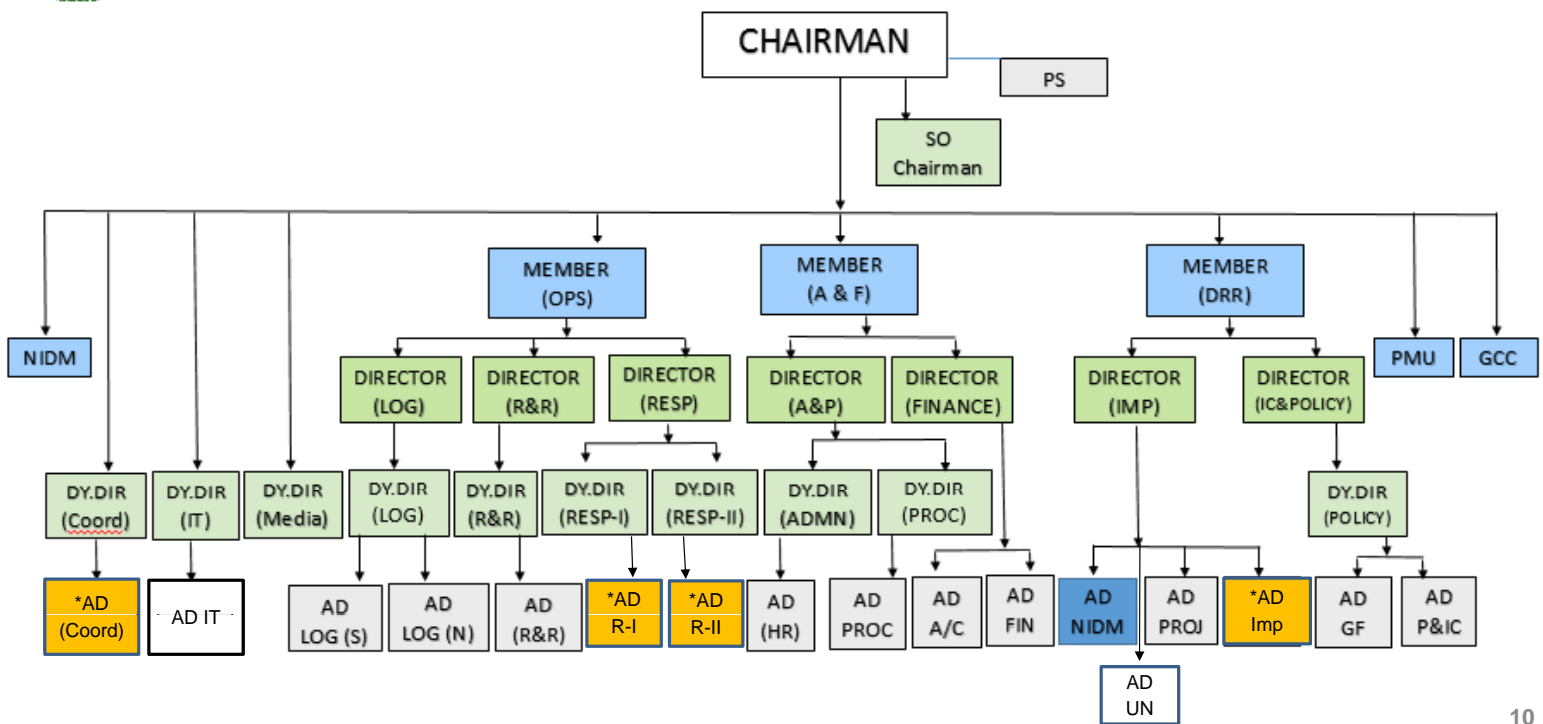 CHAIRMAN
PS
SO
Chairman
MEMBER
(OPS)
MEMBER
(A & F)
MEMBER
(DRR)
NIDM
PMU
GCC
DIRECTOR
(LOG)
DIRECTOR
(R&R)
DIRECTOR
(RESP)
DIRECTOR
(A&P)
DIRECTOR
(FINANCE)
DIRECTOR
(IMP)
DIRECTOR
(IC&POLICY)
DY.DIR
(Coord)
DY.DIR
(IT)
DY.DIR
(Media)
DY.DIR
(LOG)
DY.DIR
(R&R)
DY.DIR
(RESP-I)
DY.DIR
(RESP-II)
DY.DIR
(ADMN)
DY.DIR
(PROC)
DY.DIR
(POLICY)
*AD
(Coord)
AD IT
AD
LOG (S)
AD
LOG (N)
AD
(R&R)
*AD
R-I
*AD
R-II
AD
(HR)
AD
PROC
AD
A/C
AD
FIN
AD
NIDM
AD
PROJ
*AD
Imp
AD
GF
AD
P&IC
AD
UN
10